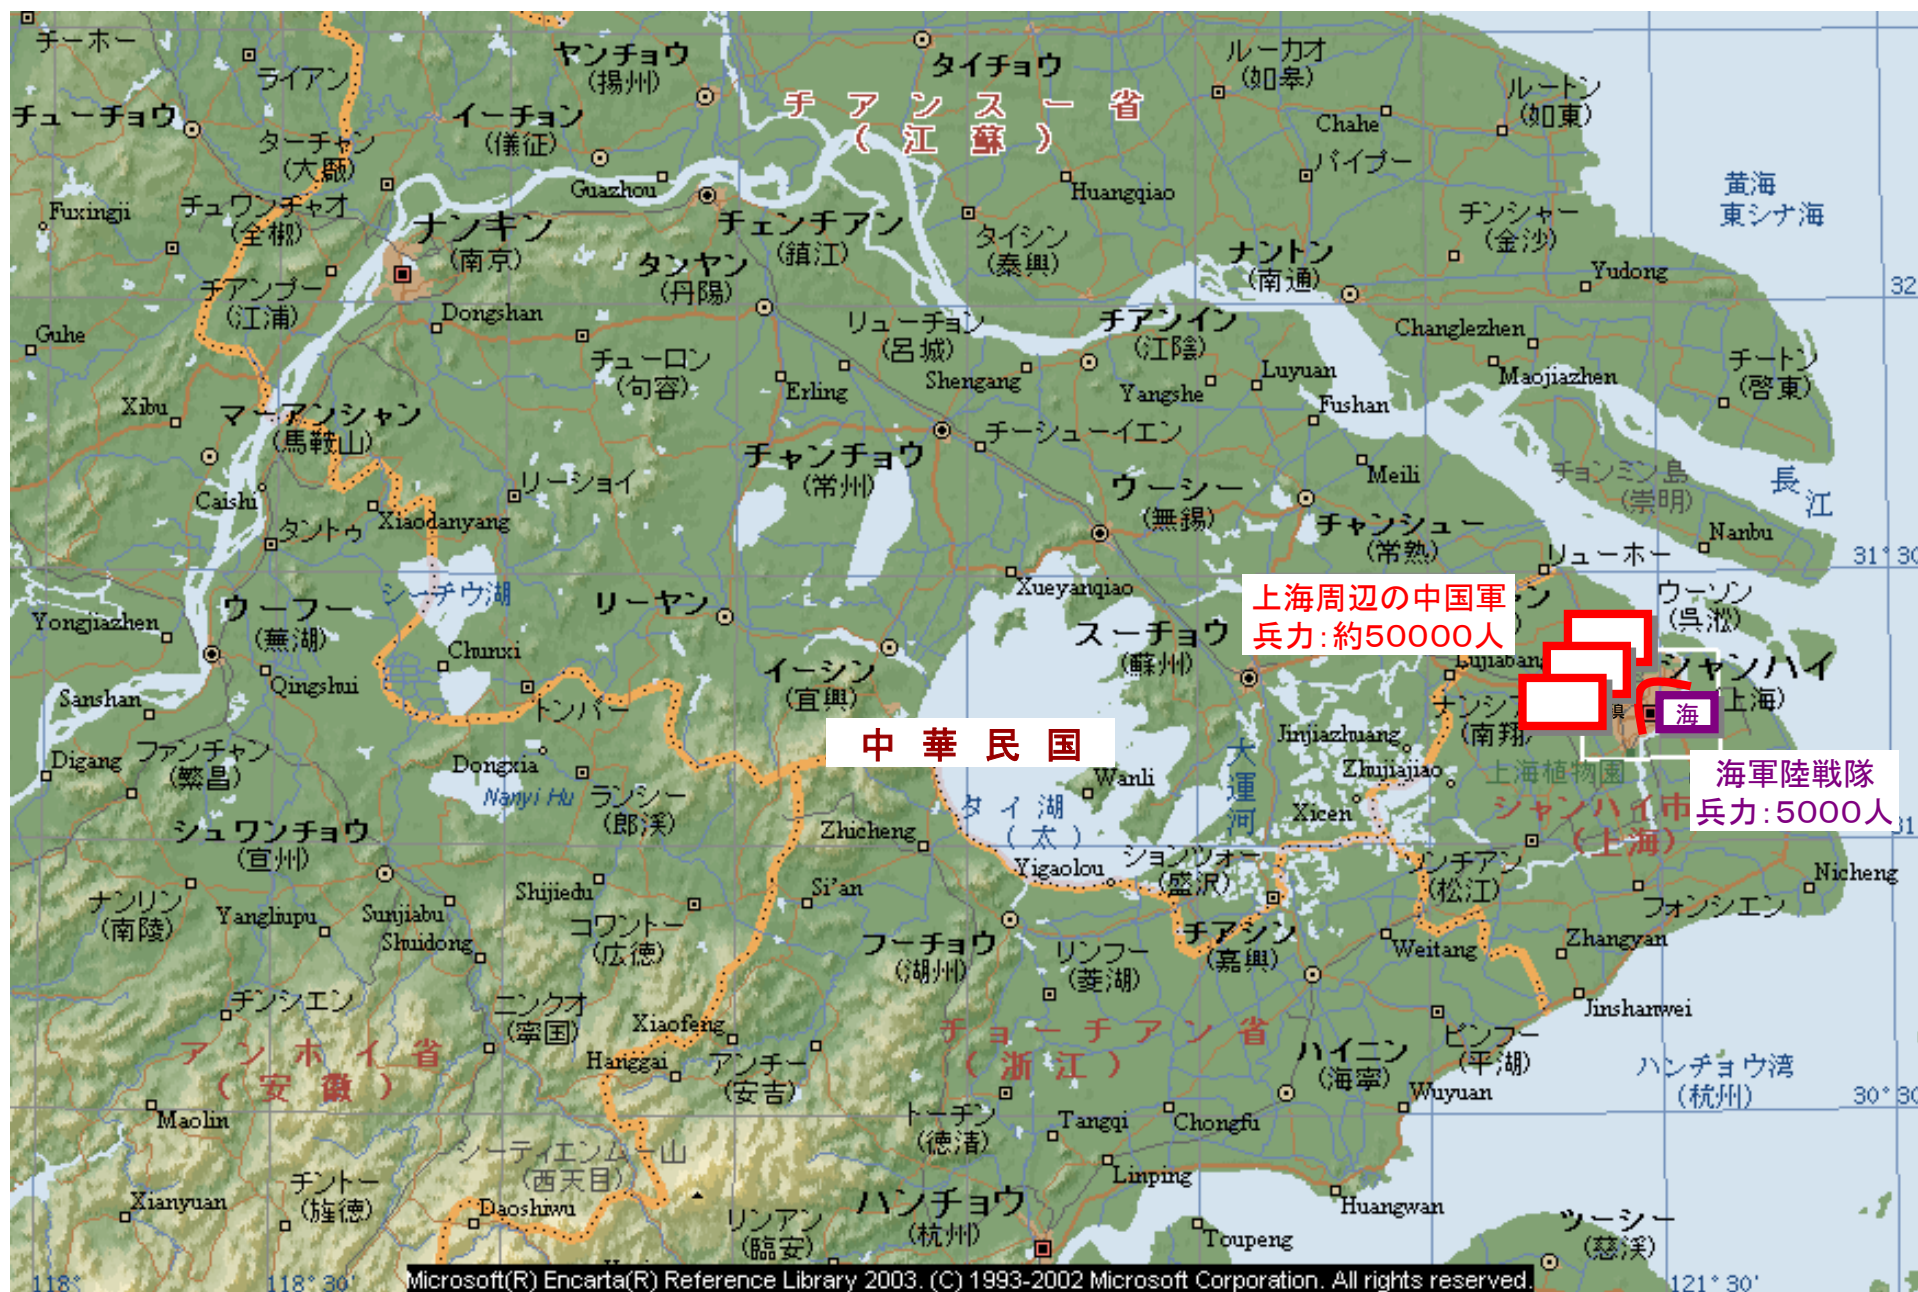 チーホー
ライアン
ヤンチョウ
(揚州)
タイチョウ
ルーカオ
(如皋)
ルートン
(如東)
チューチョウ
イーチョン
(儀征)
チアンスー省
(江蘇)
Chahe
バイプー
ターチャン
(大厰)
Guazhou
Huangqiao
黄海
東シナ海
Fuxingji
チュワンチャオ
(全椒)
ナンキン
(南京)
チェンチアン
(鎮江)
タイシン
(泰興)
チンシャー
(金沙)
タンヤン
(丹陽)
ナントン
(南通)
Yudong
32
チアンプー
(江浦)
Dongshan
Guhe
チューロン
(句容)
リューチョン
(呂城)
チアンイン
(江陰)
Changlezhen
チートン
(啓東)
Erling
Shengang
Yangshe
Luyuan
Maojiazhen
Xibu
マーアンシャン
(馬鞍山)
Fushan
チーシューイエン
チャンチョウ
(常州)
Meili
チョンミン島
(崇明)
長江
Caishi
リーショイ
ウーシー
(無錫)
タントゥ
Xiaodanyang
チャンシュー
(常熟)
Nanbu
リューホー
31°30
シーチウ湖
Xueyanqiao
ウーフー
(蕪湖)
リーヤン
上海周辺の中国軍
兵力：約50000人
ャン
)
ウーソン
(呉淞)
Yongjiazhen
スーチョウ
(蘇州)
Chunxi
イーシン
(宜興)
Lujiabang
シャンハイ
上海)
Qingshui
Sanshan
トンパー
ナンシア
(南翔)
県
海
中華民国
Jinjiazhuang
Digang
ファンチャン
(繁昌)
Dongxia
Wanli
大運河
Zhujiajiao
上海植物園
海軍陸戦隊
兵力：5000人
Nanyi Hu
ランシー
(郎渓)
タイ湖
(太)
Xicen
シャンハイ市
(上海)
31
シュワンチョウ
(宣州)
Zhicheng
Yigaolou
ションツォー
(盛沢)
ンチアン
(松江)
Nicheng
ナンリン
(南陵)
Yangliupu
Sunjiabu
Shijiedu
Si'an
フォンシエン
Shuidong
コワントー
(広徳)
フーチョウ
(湖州)
リンフー
(菱湖)
チアシン
(嘉興)
Weitang
Zhangyan
チンシエン
ニンクオ
(寧国)
Xiaofeng
Jinshanwei
アンホイ省
(安徽)
Hanggai
アンチー
(安吉)
チョーチアン省
(浙江)
ハイニン
(海寧)
ピンフー
(平湖)
ハンチョウ湾
(杭州)
Wuyuan
30°30
Maolin
トーチン
(徳清)
Tangqi
Chongfu
シーティエンムー山
(西天目)
Linping
チントー
(旌徳)
Xianyuan
Daoshiwu
リンアン
(臨安)
ハンチョウ
(杭州)
Huangwan
Toupeng
ツーシー
(慈渓)
118°
118°30'
Microsoft(R) Encarta(R) Reference Library 2003. (C) 1993-2002 Microsoft Corporation. All rights reserved.
121°30'